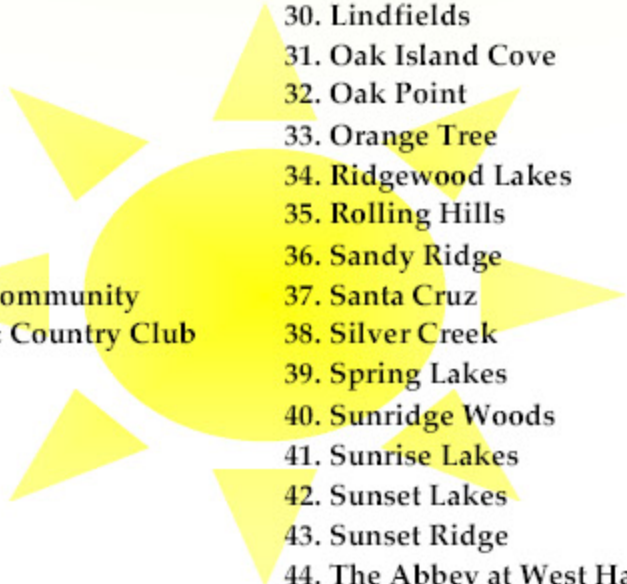 30. Lindfields
31. Oak Island Cove
32. Oak Point
33. Orange Tree
34. Ridgewood Lakes
35. Rolling Hills
36. Sandy Ridge
ommunity
37. Santa Cruz
Country Club
38. Silver Creek
39. Spring Lakes
40. Sunridge Woods
41. Sunrise Lakes
42. Sunset Lakes
43. Sunset Ridge
44. The Abbey at West Ha